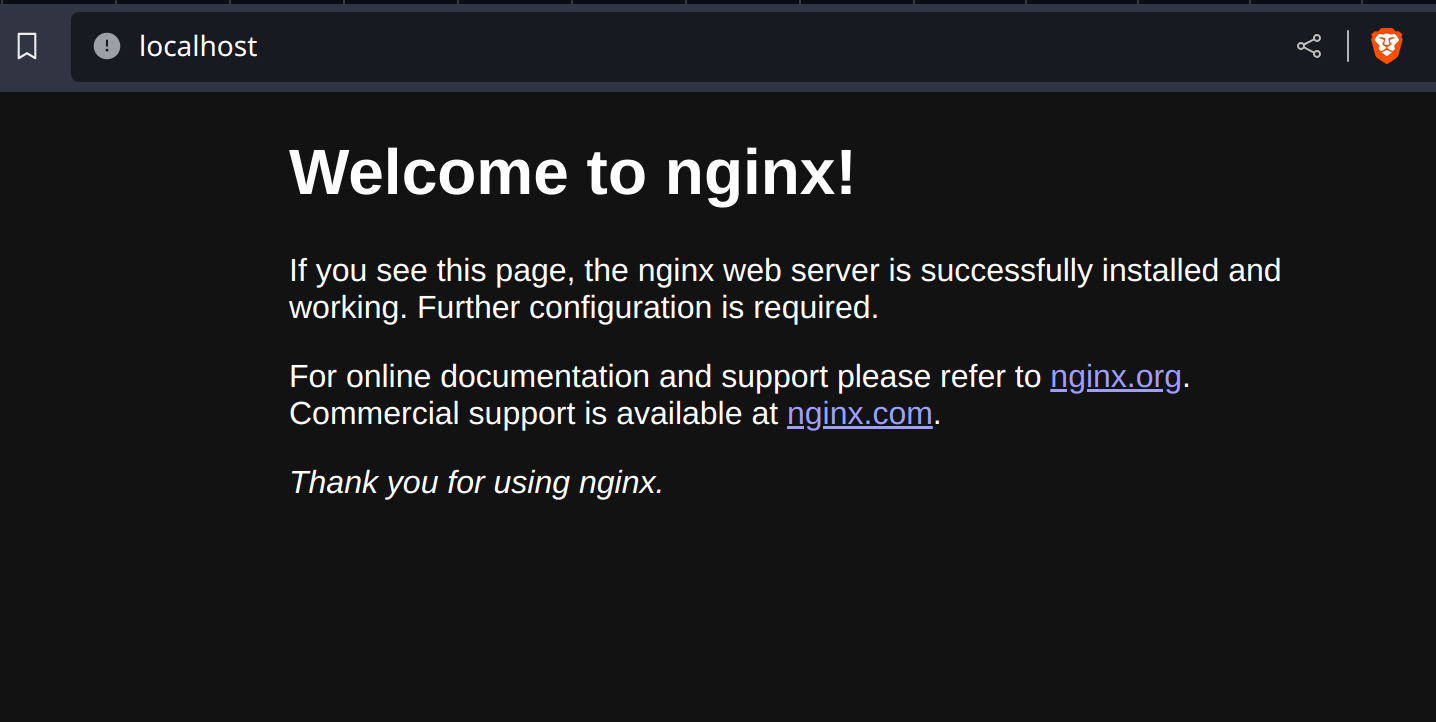 localhost
Welcome to nginx!
If you see this page, the nginx web server is successfully installed and
working. Further configuration is required.
For online documentation and support please refer to nginx.org.
Commercial support is available at nginx.com.
Thank you for using nginx.